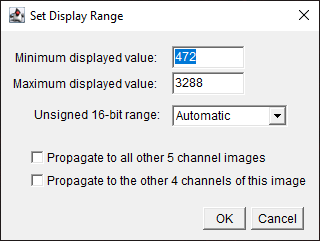 Set Display Range
Minimum displayed value: 472
Maximum displayed value: 3288
Unsigned 16-bit range: Automatic
Propagate to all other 5 channel images
Propagate to the other 4 channels of this image
OK Cancel